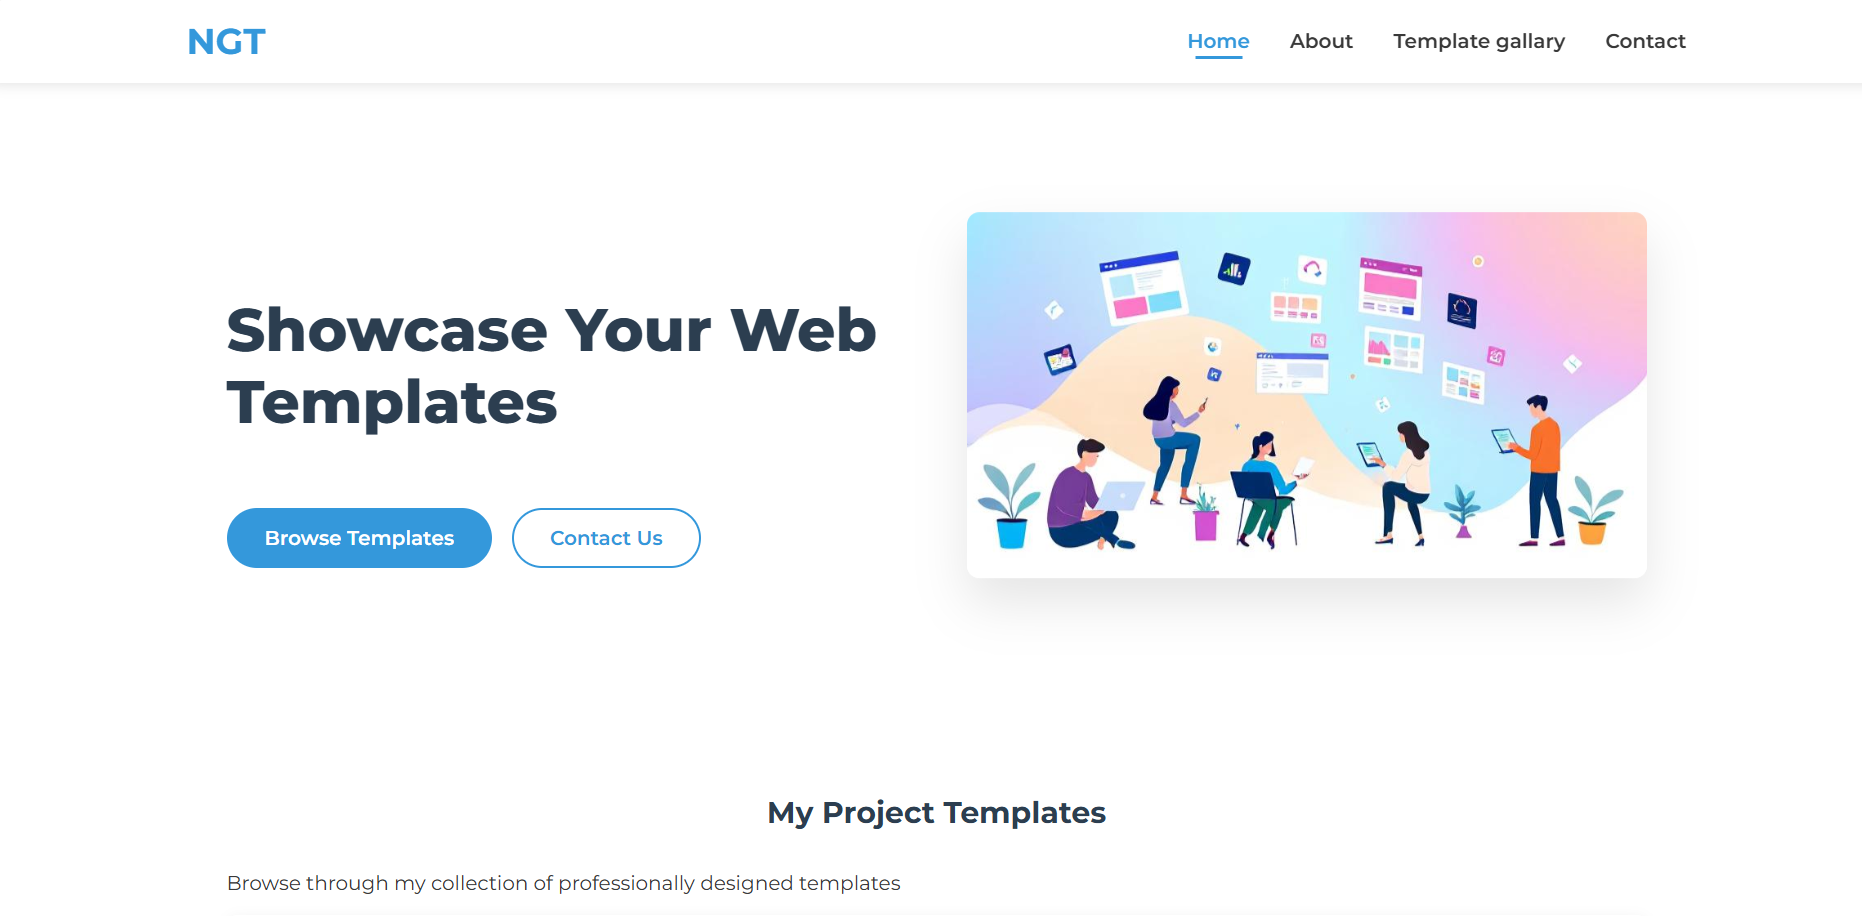 NGT
Home
About
Template gallary
Contact
Showcase Your Web
Templates
Browse Templates
Contact Us
My Project Templates
Browse through my collection of professionally designed templates